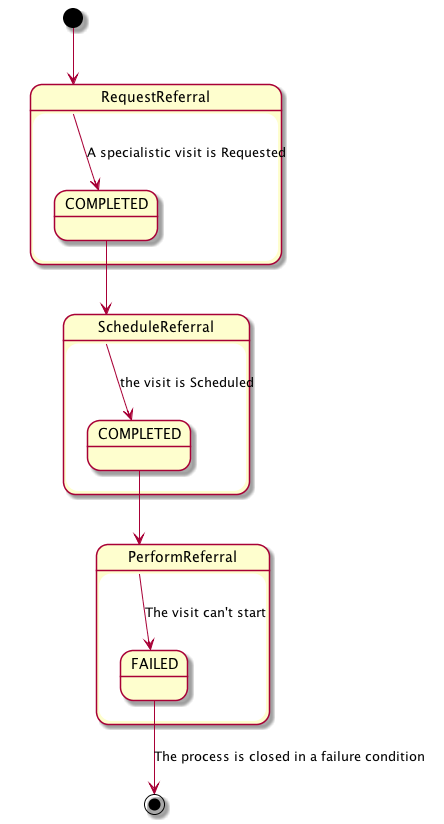 RequestReferral
A specialistic visit is Requested
COMPLETED
ScheduleReferral
the visit is Scheduled
COMPLETED
PerformReferral
The visit can't start
FAILED
The process is closed in a failure condition